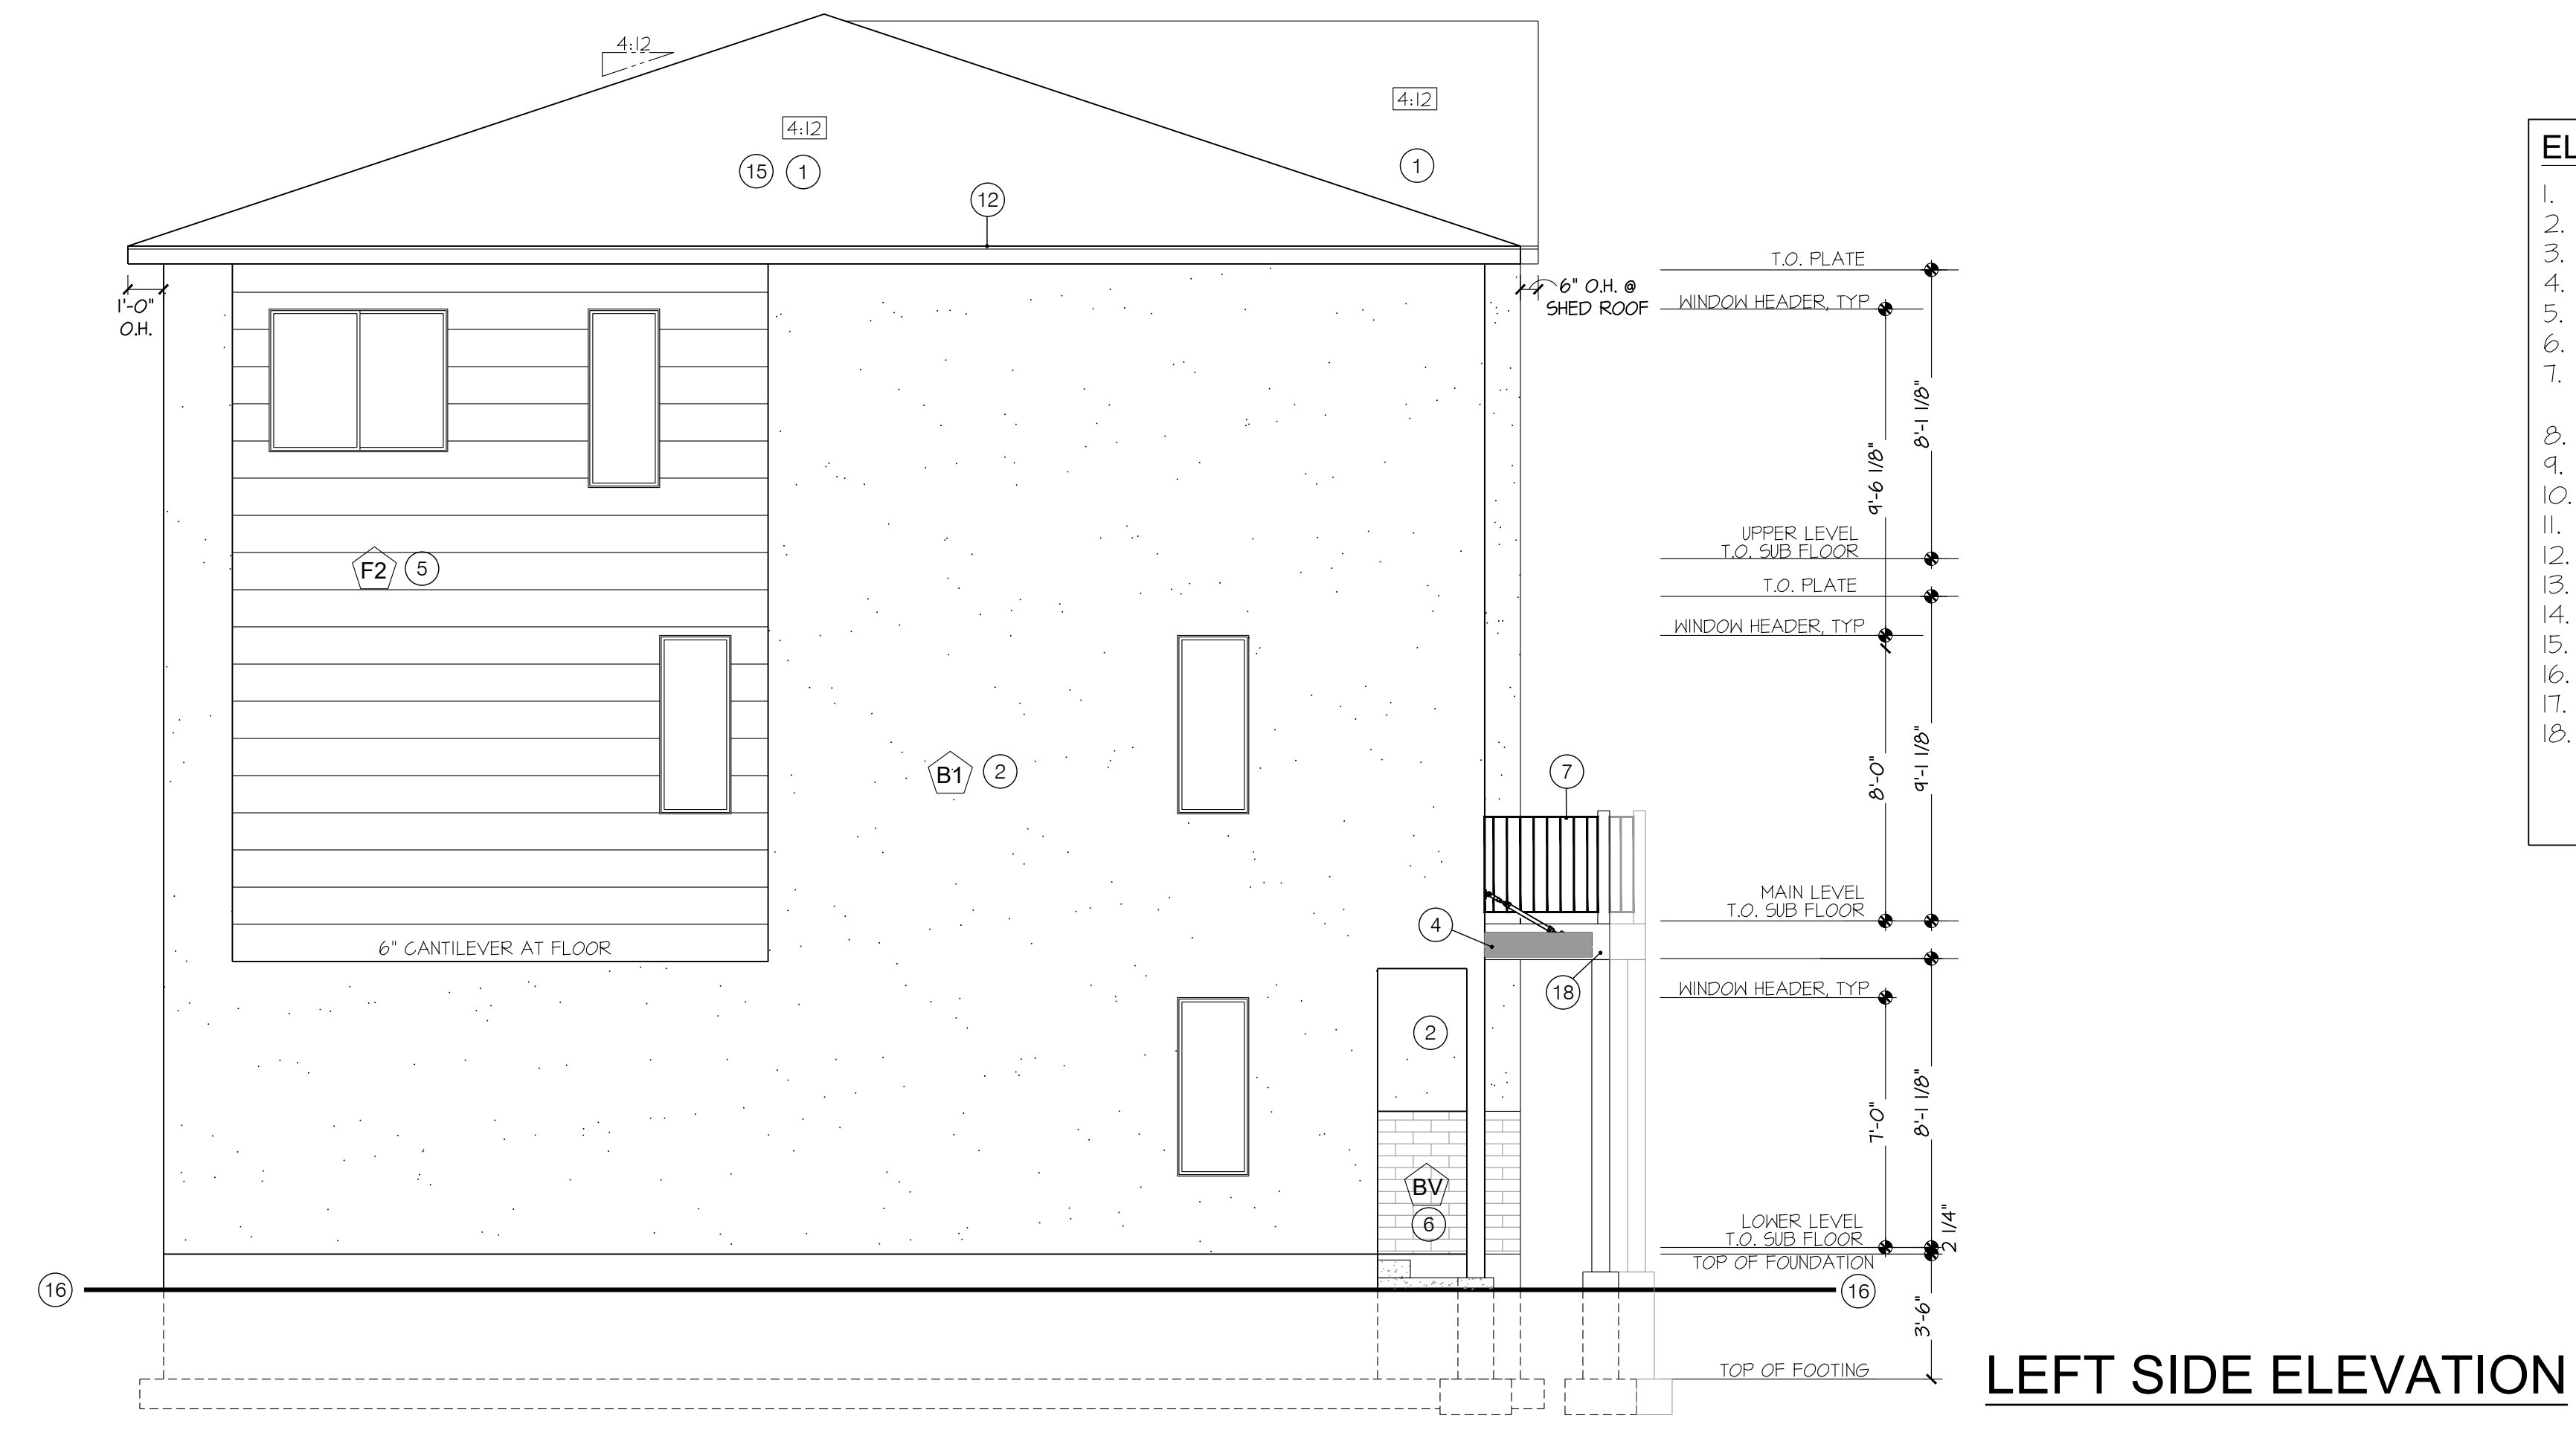 4:12
4:12
4:12
15
1
1
12
EL
1.
2.
3.
4.
5.
6.
7.
8.
9.
10.
11.
12.
13.
14.
15.
16.
17.
18.
T.O. PLATE
1'-0"
O.H.
6" O.H. @
SHED ROOF
WINDOW HEADER, TYP
8'-1 1/8"
9'-6 1/8"
UPPER LEVEL
T.O. SUB FLOOR
F2
5
T.O. PLATE
WINDOW HEADER, TYP
B1
2
7
8'-0"
9'-1 1/8"
MAIN LEVEL
T.O. SUB FLOOR
4
6" CANTILEVER AT FLOOR
18
WINDOW HEADER, TYP
2
7'-0"
8'-1 1/8"
BV
6
LOWER LEVEL
T.O. SUB FLOOR
2 1/4"
TOP OF FOUNDATION
16
16
3'-6"
TOP OF FOOTING
LEFT SIDE ELEVATION